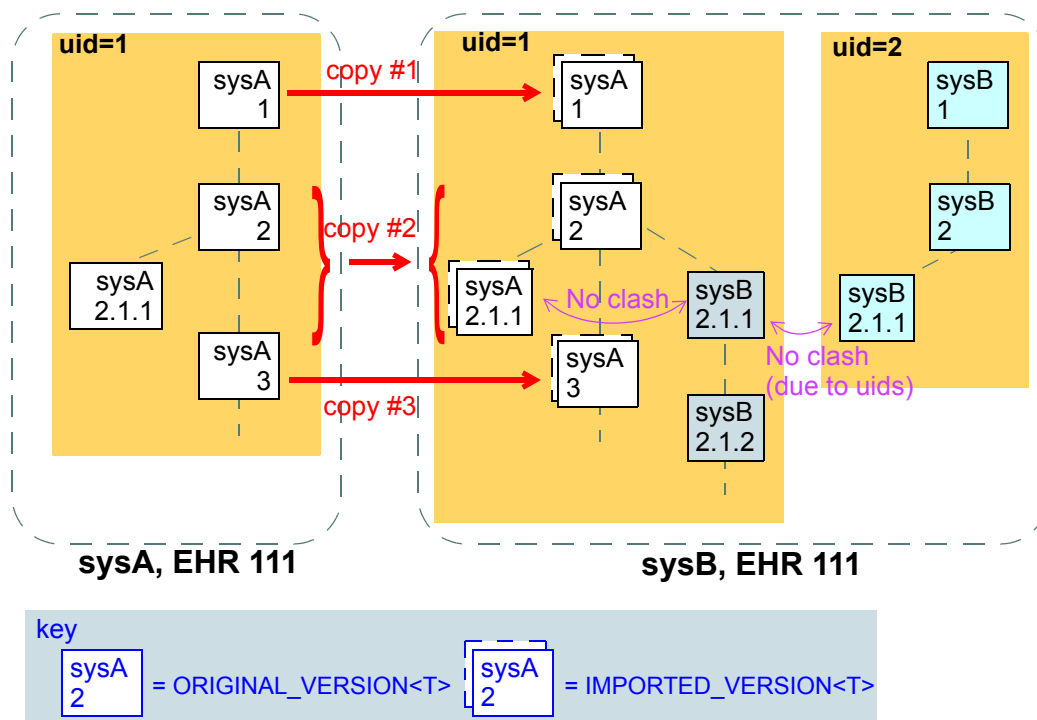 uid=1
sysA
1
sysA
2
sysA
2.1.1
sysA
3
copy #1
copy #2
copy #3
uid=1
sysA
1
sysA
2
sysA
2.1.1
No clash
sysB
2.1.1
sysA
3
sysB
2.1.2
uid=2
sysB
1
sysB
2
sysB
2.1.1
No clash
(due to uids)
sysA, EHR 111
sysB, EHR 111
key
sysA
2
= ORIGINAL_VERSION<T>
sysA
2
= IMPORTED_VERSION<T>